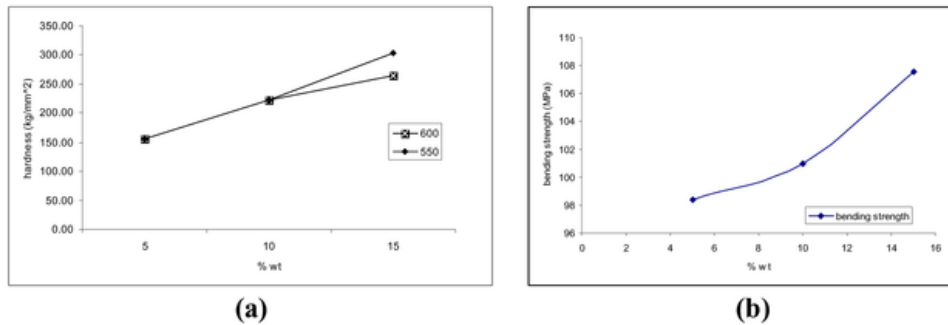 350.00
300.00
250.00
200.00
150.00
100.00
50.00
0.00
hardness (kg/mm^2)
5 10 15
% wt
600
550
(a)
110
108
106
104
102
100
98
96
bending strength (MPa)
0 2 4 6 8 10 12 14 16
% wt
bending strength
(b)